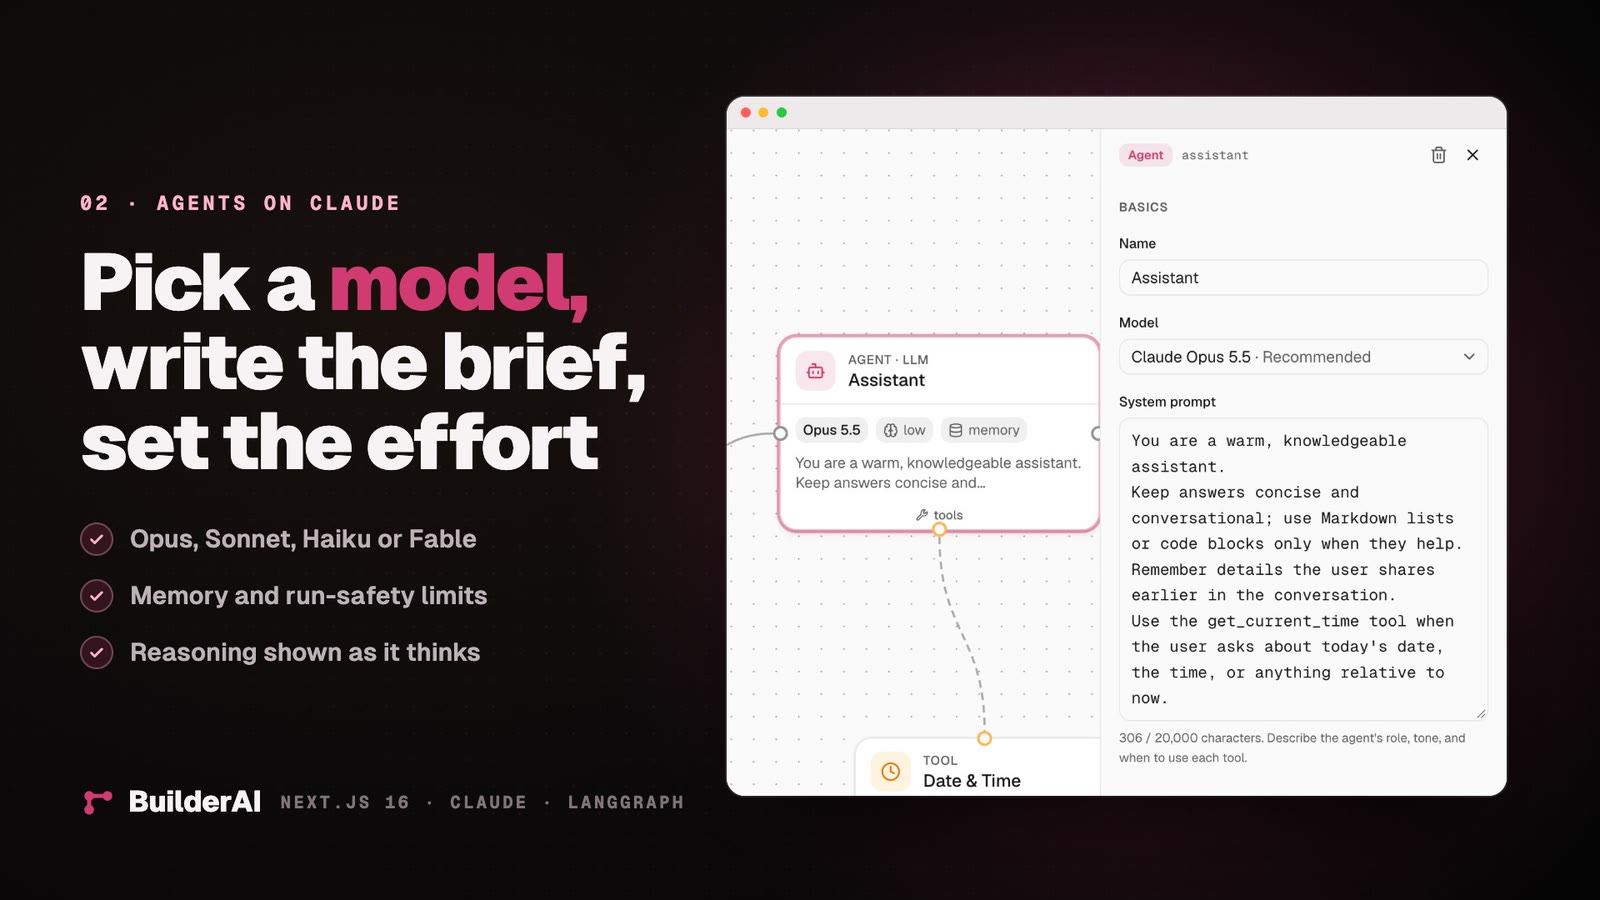 02 · AGENTS ON CLAUDE
Pick a model,
write the brief,
set the effort
Opus, Sonnet, Haiku or Fable
Memory and run-safety limits
Reasoning shown as it thinks
BuilderAI NEXT.JS 16 · CLAUDE · LANGGRAPH
AGENT · LLM
Assistant
Opus 5.5 low memory
You are a warm, knowledgeable assistant.
Keep answers concise and…
tools
TOOL
Date & Time
Agent assistant
BASICS
Name
Assistant
Model
Claude Opus 5.5 · Recommended
System prompt
You are a warm, knowledgeable
assistant.
Keep answers concise and
conversational; use Markdown lists
or code blocks only when they help.
Remember details the user shares
earlier in the conversation.
Use the get_current_time tool when
the user asks about today's date,
the time, or anything relative to
now.
306 / 20,000 characters. Describe the agent's role, tone, and
when to use each tool.